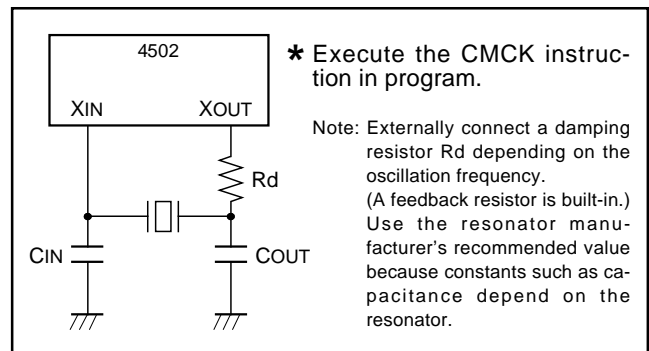 4502
XIN
XOUT
Rd
CIN
COUT
* Execute the CMCK instruc-
tion in program.
Note: Externally connect a damping
resistor Rd depending on the
oscillation frequency.
(A feedback resistor is built-in.)
Use the resonator manu-
facturer's recommended value
because constants such as ca-
pacitance depend on the
resonator.